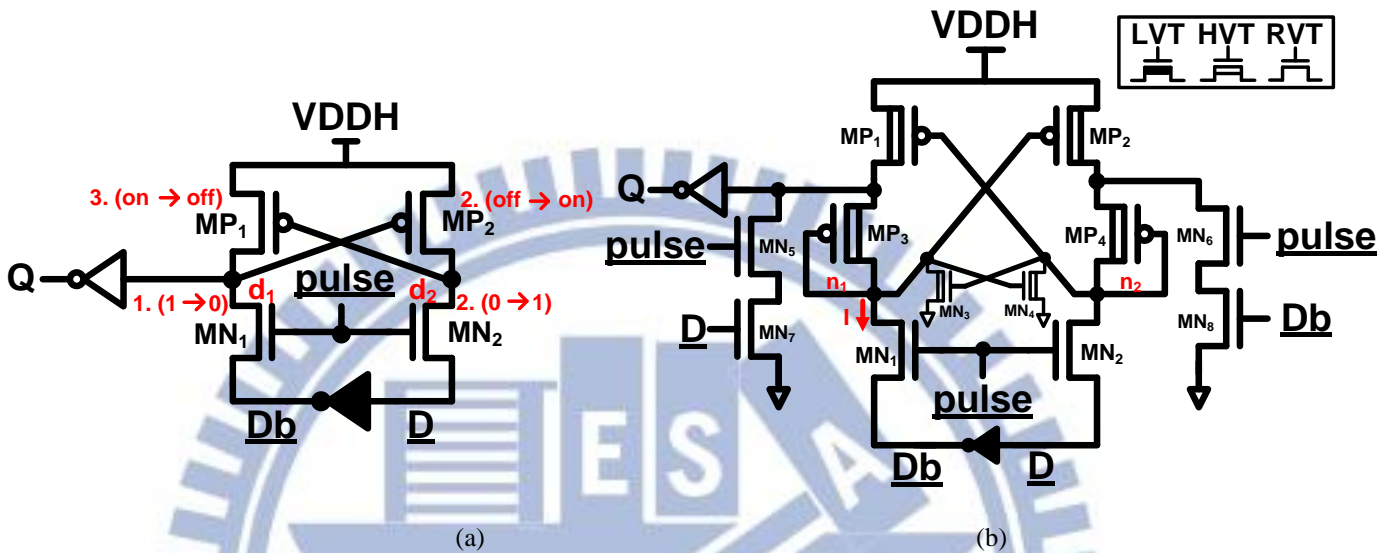 VDDH
3. (on → off)
2. (off → on)
MP1
MP2
Q
pulse
1. (1 → 0)
d1
d2
2. (0 → 1)
MN1
MN2
Db
D
(a)
LVT HVT RVT
VDDH
MP1
MP2
Q
pulse
MN5
MP3
MP4
MN6
pulse
n1
n2
MN3
MN4
I
D
MN7
MN8
Db
MN1
MN2
pulse
Db
D
(b)
E S A